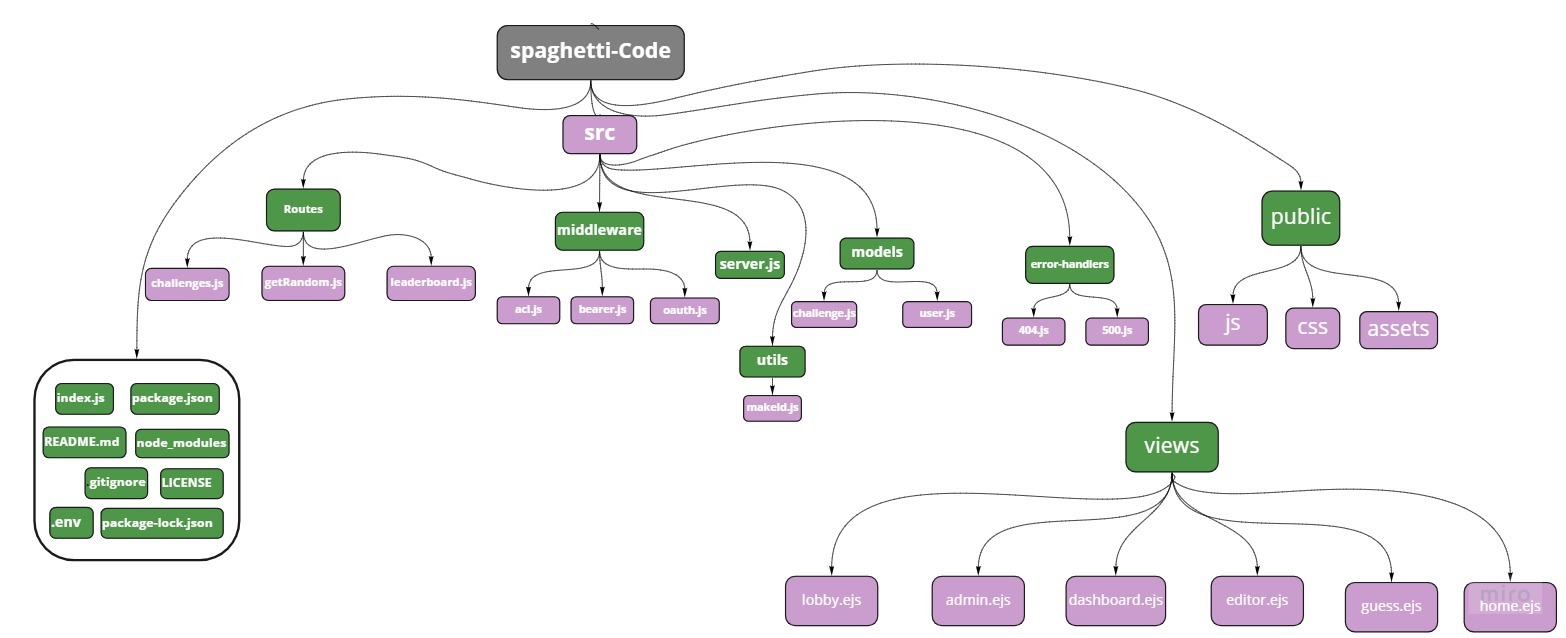 spaghetti-Code
src
Routes
challenges.js
getRandom.js
leaderboard.js
middleware
acl.js
bearer.js
oauth.js
server.js
utils
makeId.js
models
challenge.js
user.js
error-handlers
404.js
500.js
public
js
css
assets
index.js
package.json
README.md
node_modules
.gitignore
LICENSE
.env
package-lock.json
views
lobby.ejs
admin.ejs
dashboard.ejs
editor.ejs
guess.ejs
home.ejs
miro